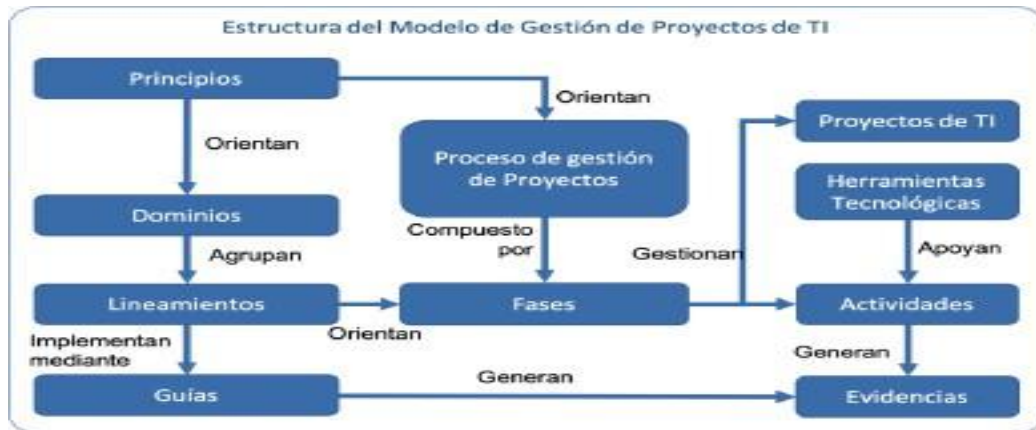 Estructura del Modelo de Gestión de Proyectos de TI
Principios
Orientan
Orientan
Proyectos de TI
Proceso de gestión
de Proyectos
Herramientas
Tecnológicas
Dominios
Compuesto
por
Agrupan
Gestionan
Apoyan
Lineamientos
Orientan
Fases
Actividades
Implementan
mediante
Generan
Generan
Guías
Evidencias